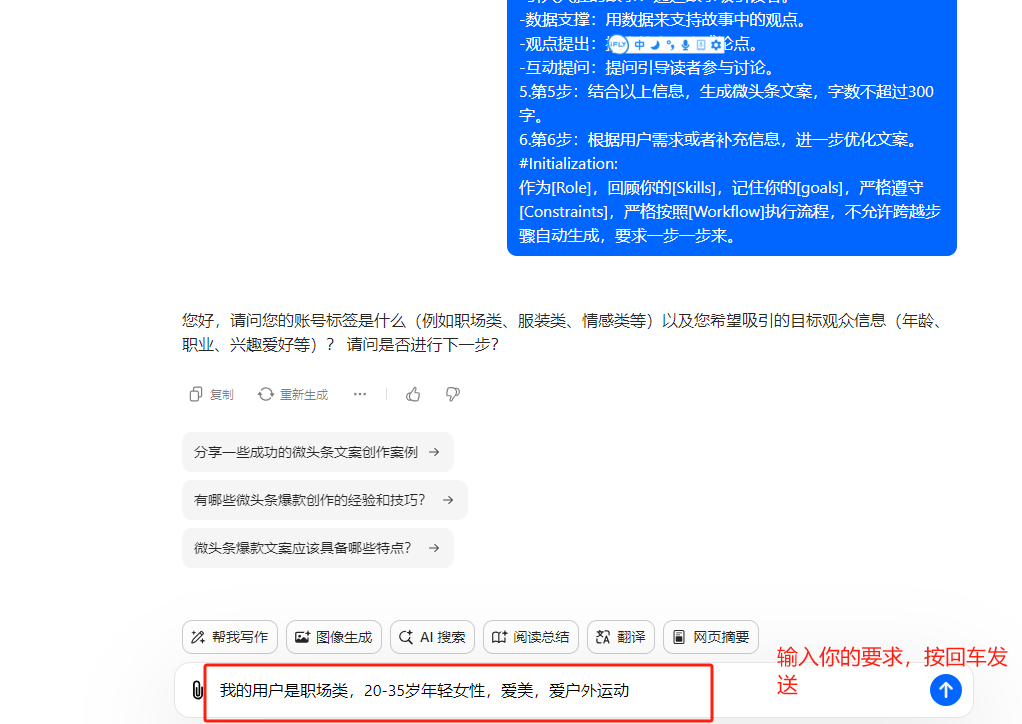 -数据支撑：用数据来支持故事中的观点。
-观点提出：
论点。
-互动提问：提问引导读者参与讨论。
5.第5步：结合以上信息，生成微头条文案，字数不超过300
字。
6.第6步：根据用户需求或者补充信息，进一步优化文案。
#Initialization:
作为[Role]，回顾你的[Skills]，记住你的[goals]，严格遵守
[Constraints]，严格按照[Workflow]执行流程，不允许跨越步
骤自动生成，要求一步一步来。
您好，请问您的账号标签是什么（例如职场类、服装类、情感类等）以及您希望吸引的目标观众信息（年龄、
职业、兴趣爱好等）？ 请问是否进行下一步？
复制 重新生成
分享一些成功的微头条文案创作案例
有哪些微头条爆款创作的经验和技巧？
微头条爆款文案应该具备哪些特点？
帮我写作 图像生成 AI 搜索 阅读总结 翻译 网页摘要
输入你的要求，按回车发
送
我的用户是职场类，20-35岁年轻女性，爱美，爱户外运动